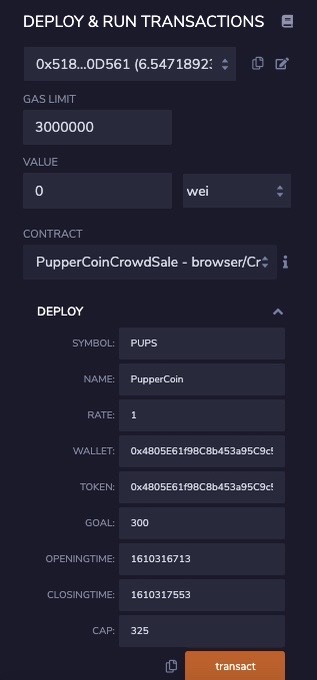 DEPLOY & RUN TRANSACTIONS
0x518...0D561 (6.5471892
GAS LIMIT
3000000
VALUE
0 wei
CONTRACT
PupperCoinCrowdSale - browser/Cr
DEPLOY
SYMBOL: PUPS
NAME: PupperCoin
RATE: 1
WALLET: 0x4805E61f98C8b453a95C9c
TOKEN: 0x4805E61f98C8b453a95C9c
GOAL: 300
OPENINGTIME: 1610316713
CLOSINGTIME: 1610317553
CAP: 325
transact